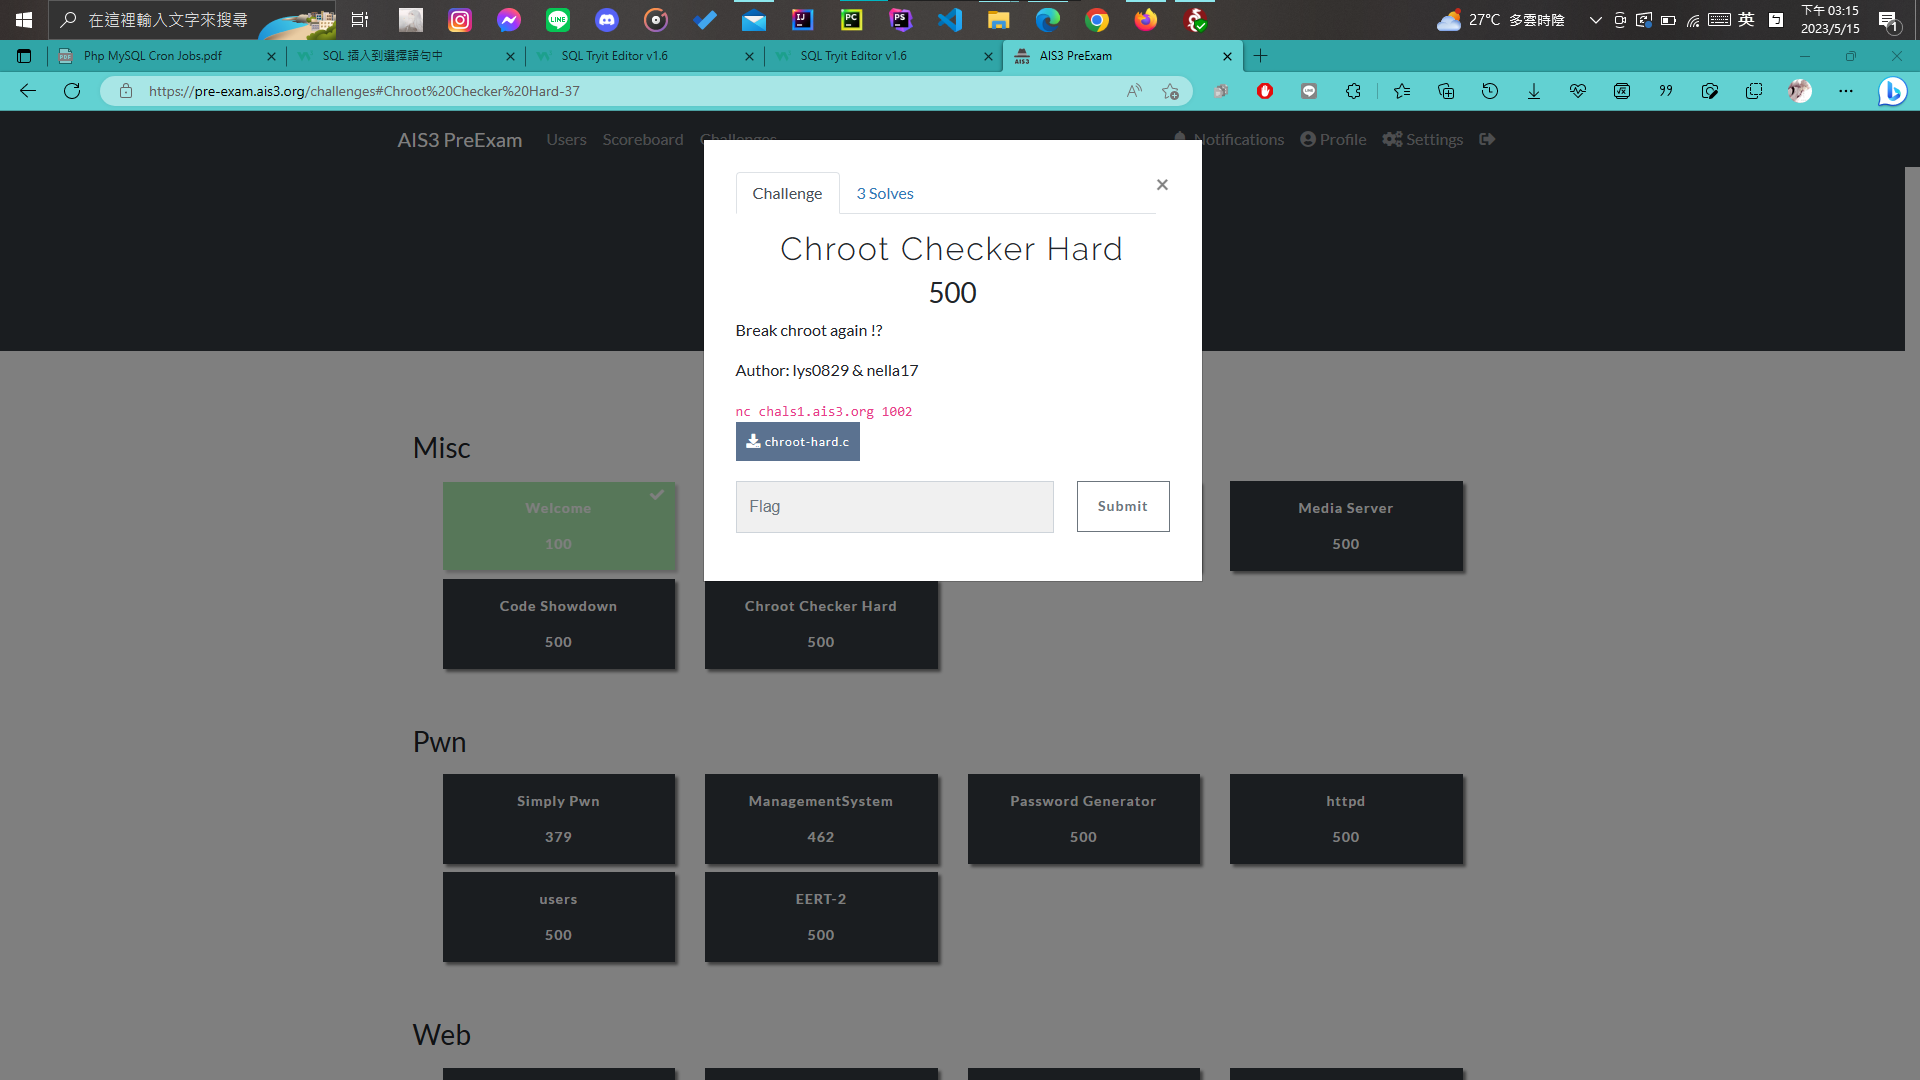 在這裡輸入文字來搜尋
27°C 多雲時陰
英
下午 03:15
2023/5/15
1
Php MySQL Cron Jobs.pdf
SQL 插入到選擇語句中
SQL Tryit Editor v1.6
SQL Tryit Editor v1.6
AIS3 PreExam
https://pre-exam.ais3.org/challenges#Chroot%20Checker%20Hard-37
AIS3 PreExam
Users
Scoreboard
Challenges
Notifications
Profile
Settings
Challenge
3 Solves
×
Chroot Checker Hard
500
Break chroot again !?
Author: lys0829 & nella17
nc chals1.ais3.org 1002
chroot-hard.c
Flag
Submit
Misc
Welcome
100
Media Server
500
Code Showdown
500
Chroot Checker Hard
500
Pwn
Simply Pwn
379
ManagementSystem
462
Password Generator
500
httpd
500
users
500
EERT-2
500
Web